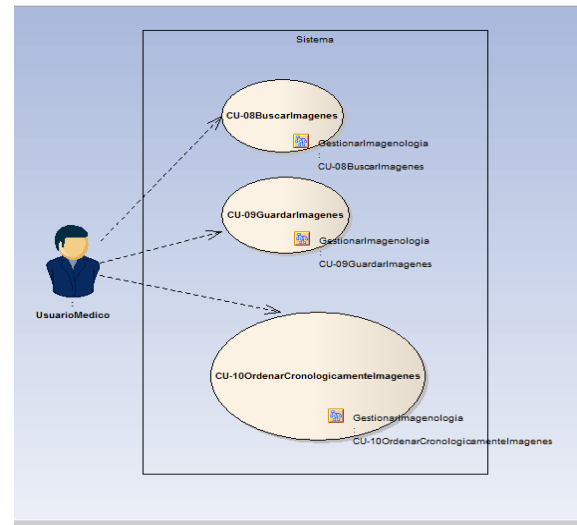 Sistema
CU-08BuscarImagenes
GestionarImagenologia
:
CU-08BuscarImagenes
CU-09GuardarImagenes
GestionarImagenologia
:
CU-09GuardarImagenes
:
UsuarioMedico
CU-10OrdenarCronologicamenteImagenes
GestionarImagenologia
:
CU-10OrdenarCronologicamenteImagenes